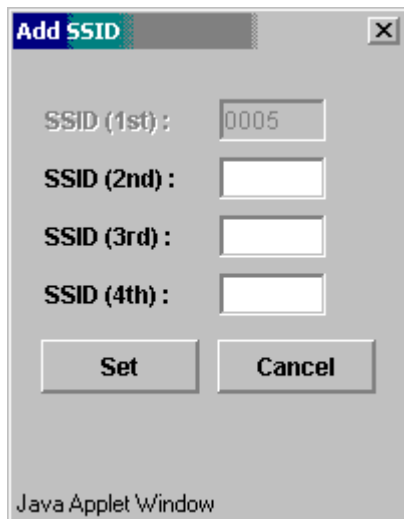 Add SSID
SSID (1st) : 0005
SSID (2nd) :
SSID (3rd) :
SSID (4th) :
Set Cancel
Java Applet Window